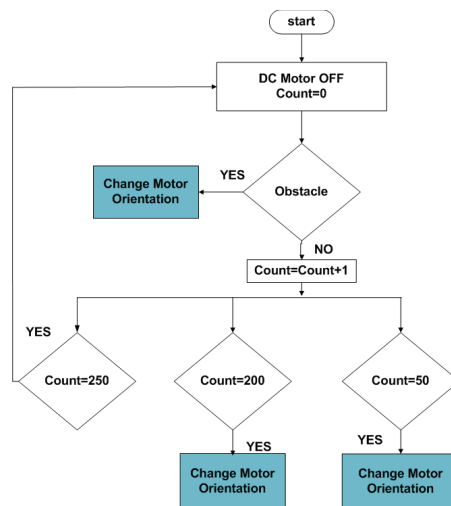 start
DC Motor OFF
Count=0
YES
Change Motor
Orientation
Obstacle
NO
Count=Count+1
YES
Count=250
Count=200
Count=50
YES
YES
Change Motor
Orientation
Change Motor
Orientation